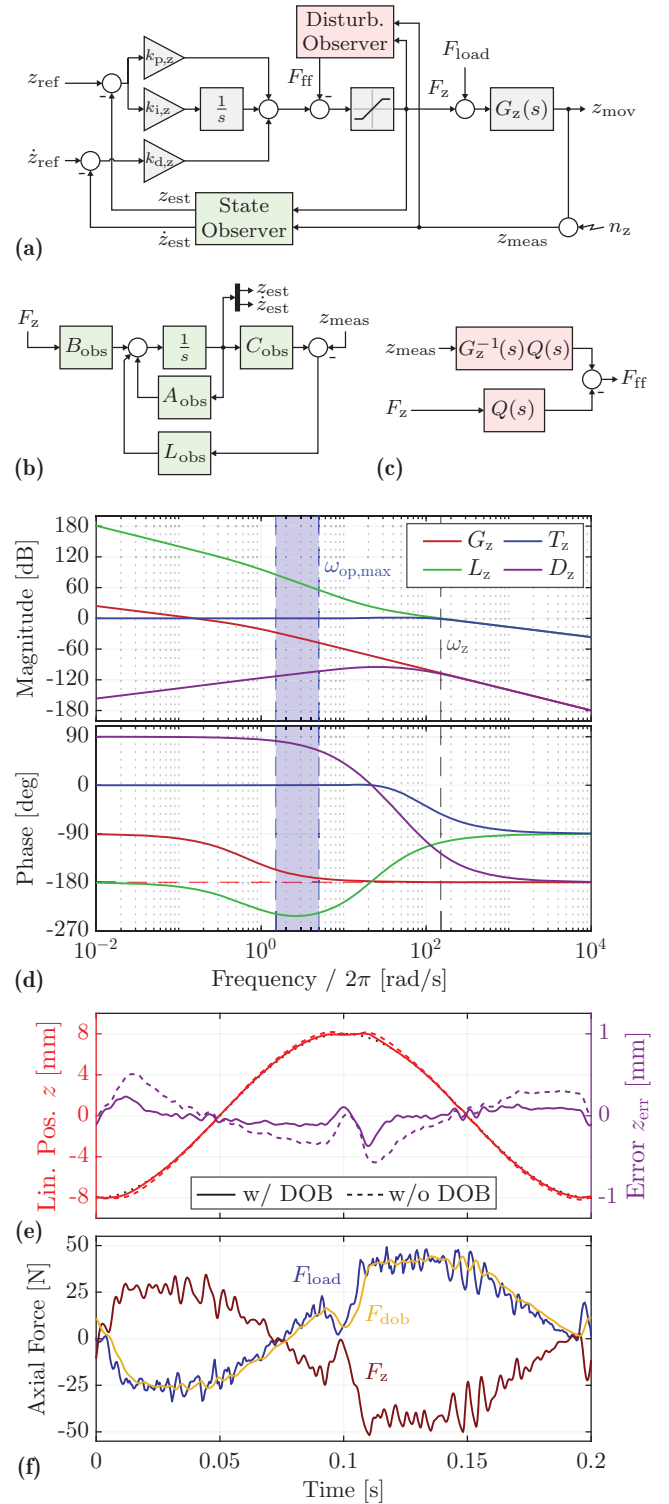 Disturb.
Observer
z_ref
k_p,z
k_i,z
1/s
F_ff
F_load
F_z
G_z(s)
z_mov
ż_ref
k_d,z
z_est
ż_est
State
Observer
z_meas
n_z
(a)
z_est
ż_est
F_z
B_obs
1/s
C_obs
z_meas
A_obs
L_obs
(b)
z_meas
G_z^-1(s)Q(s)
F_z
Q(s)
F_ff
(c)
Magnitude [dB]
180
120
60
0
-60
-120
-180
ω_op,max
ω_z
G_z T_z
L_z D_z
Phase [deg]
90
0
-90
-180
-270
10^-2 10^0 10^2 10^4
Frequency / 2π [rad/s]
(d)
Lin. Pos. z [mm]
8
4
0
-4
-8
w/ DOB w/o DOB
1
0
-1
Error z_err [mm]
(e)
Axial Force [N]
50
25
0
-25
-50
F_load
F_dob
F_z
0 0.05 0.1 0.15 0.2
Time [s]
(f)